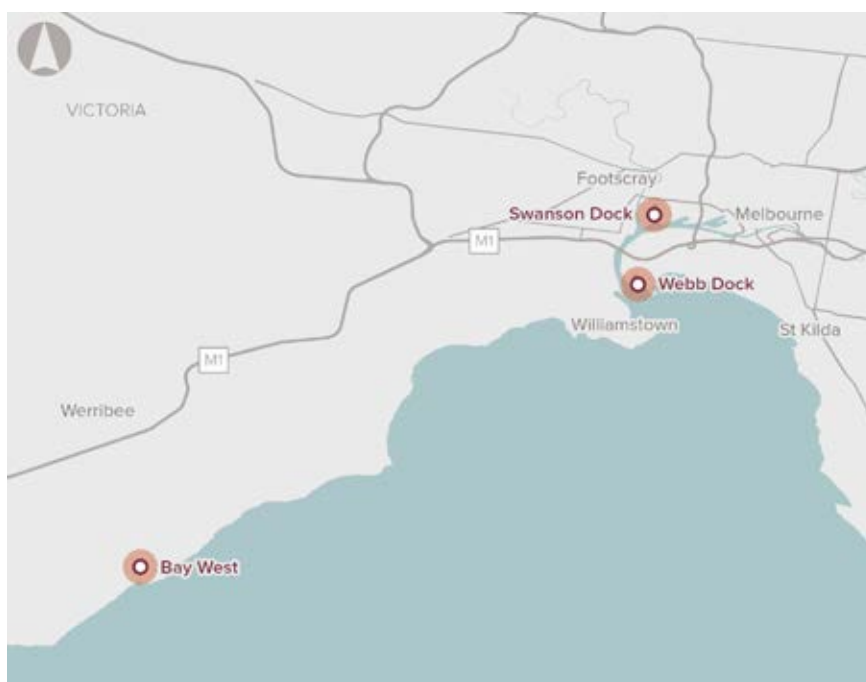 VICTORIA
Footscray
Swanson Dock
Melbourne
M1
Webb Dock
Williamstown
St Kilda
M1
Werribee
Bay West